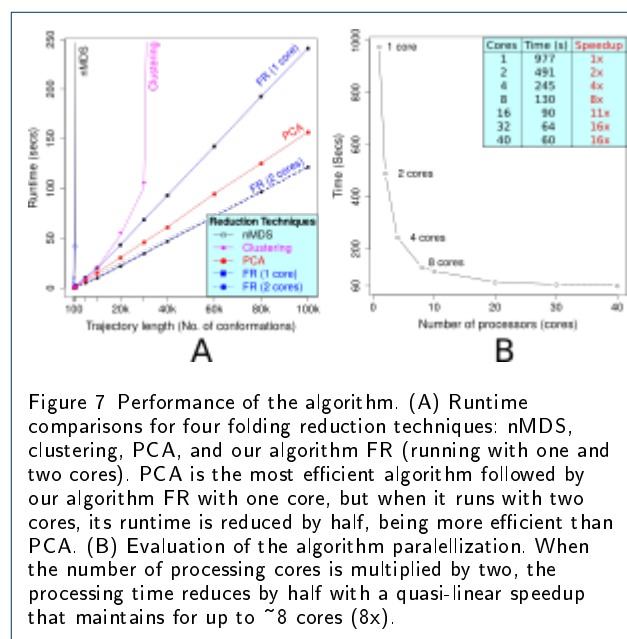 250
200
150
100
50
0
Runtime (secs)
nMDS
Clustering
FR (1 core)
PCA
FR (2 cores)
Reduction Techniques
nMDS
Clustering
PCA
FR (1 core)
FR (2 cores)
100 20k 40k 60k 80k 100k
Trajectory length (No. of conformations)
A
1000
800
600
400
200
60
Time (Secs)
1 core
2 cores
4 cores
8 cores
Cores Time (s) Speedup
1 977 1x
2 491 2x
4 245 4x
8 130 8x
16 90 11x
32 64 16x
40 60 16x
0 10 20 30 40
Number of processors (cores)
B
Figure 7 Performance of the algorithm. (A) Runtime
comparisons for four folding reduction techniques: nMDS,
clustering, PCA, and our algorithm FR (running with one and
two cores). PCA is the most efficient algorithm followed by
our algorithm FR with one core, but when it runs with two
cores, its runtime is reduced by half, being more efficient than
PCA. (B) Evaluation of the algorithm paralellization. When
the number of processing cores is multiplied by two, the
processing time reduces by half with a quasi-linear speedup
that maintains for up to ~8 cores (8x).